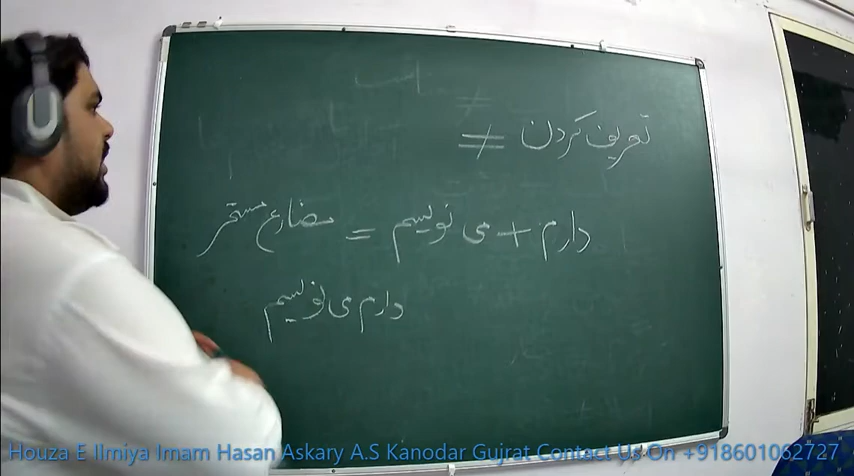 تعریف کردن ≠
دارم + می نویسم = مضارع مستمر
دارم می نویسم
Houza E Ilmiya Imam Hasan Askary A.S Kanodar Gujrat Contact Us On +918601062727